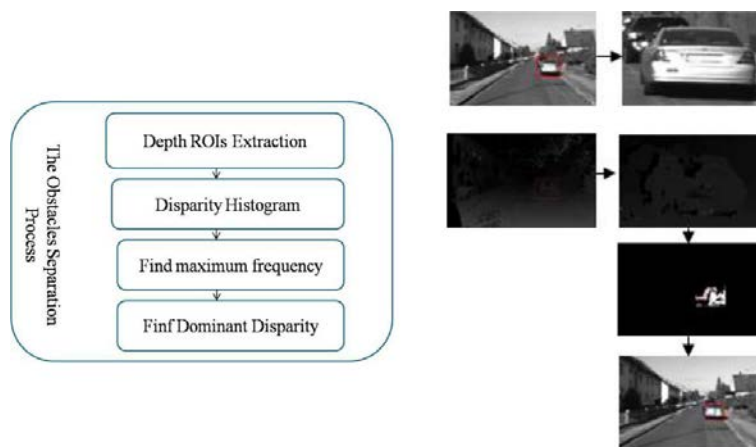 The Obstacles Separation
Process
Depth ROIs Extraction
Disparity Histogram
Find maximum frequency
Finf Dominant Disparity